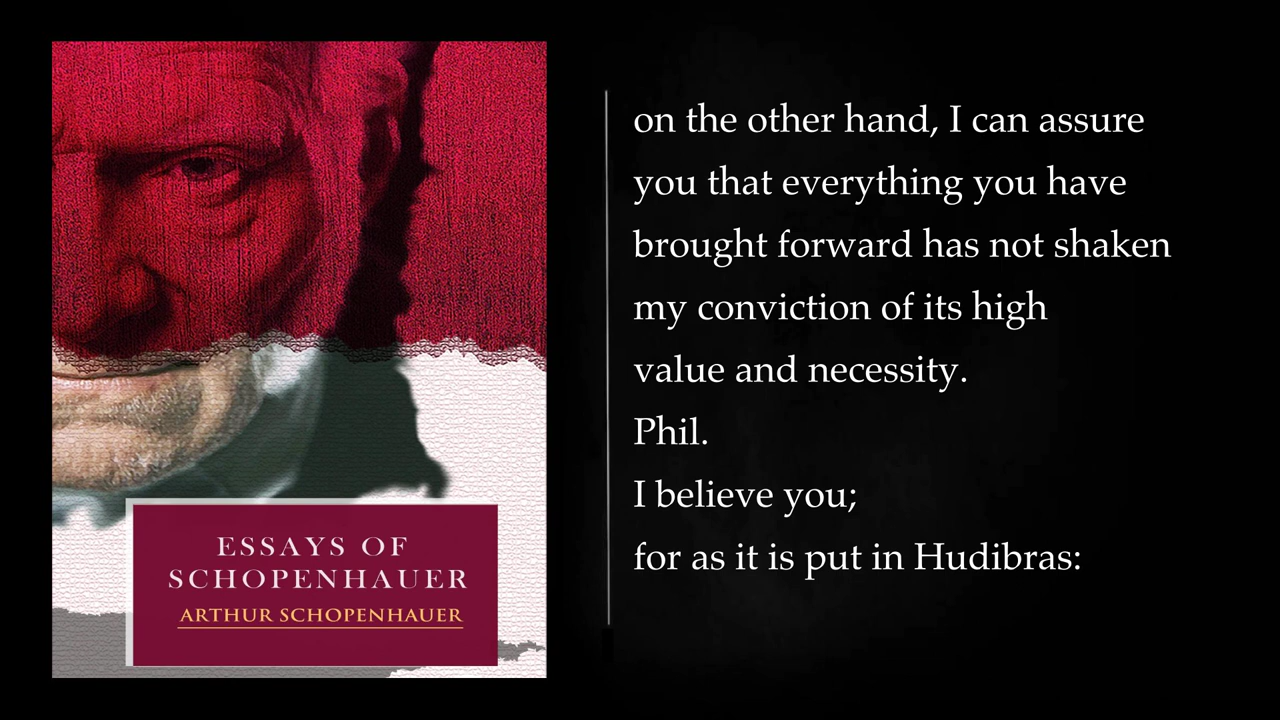 ESSAYS OF
SCHOPENHAUER
ARTHUR SCHOPENHAUER
on the other hand, I can assure
you that everything you have
brought forward has not shaken
my conviction of its high
value and necessity.
Phil.
I believe you;
for as it is put in Hudibras: